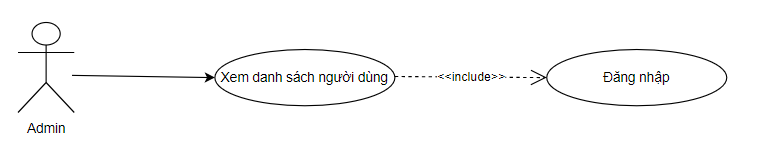 Xem danh sách người dùng
<<include>>
Đăng nhập
Admin